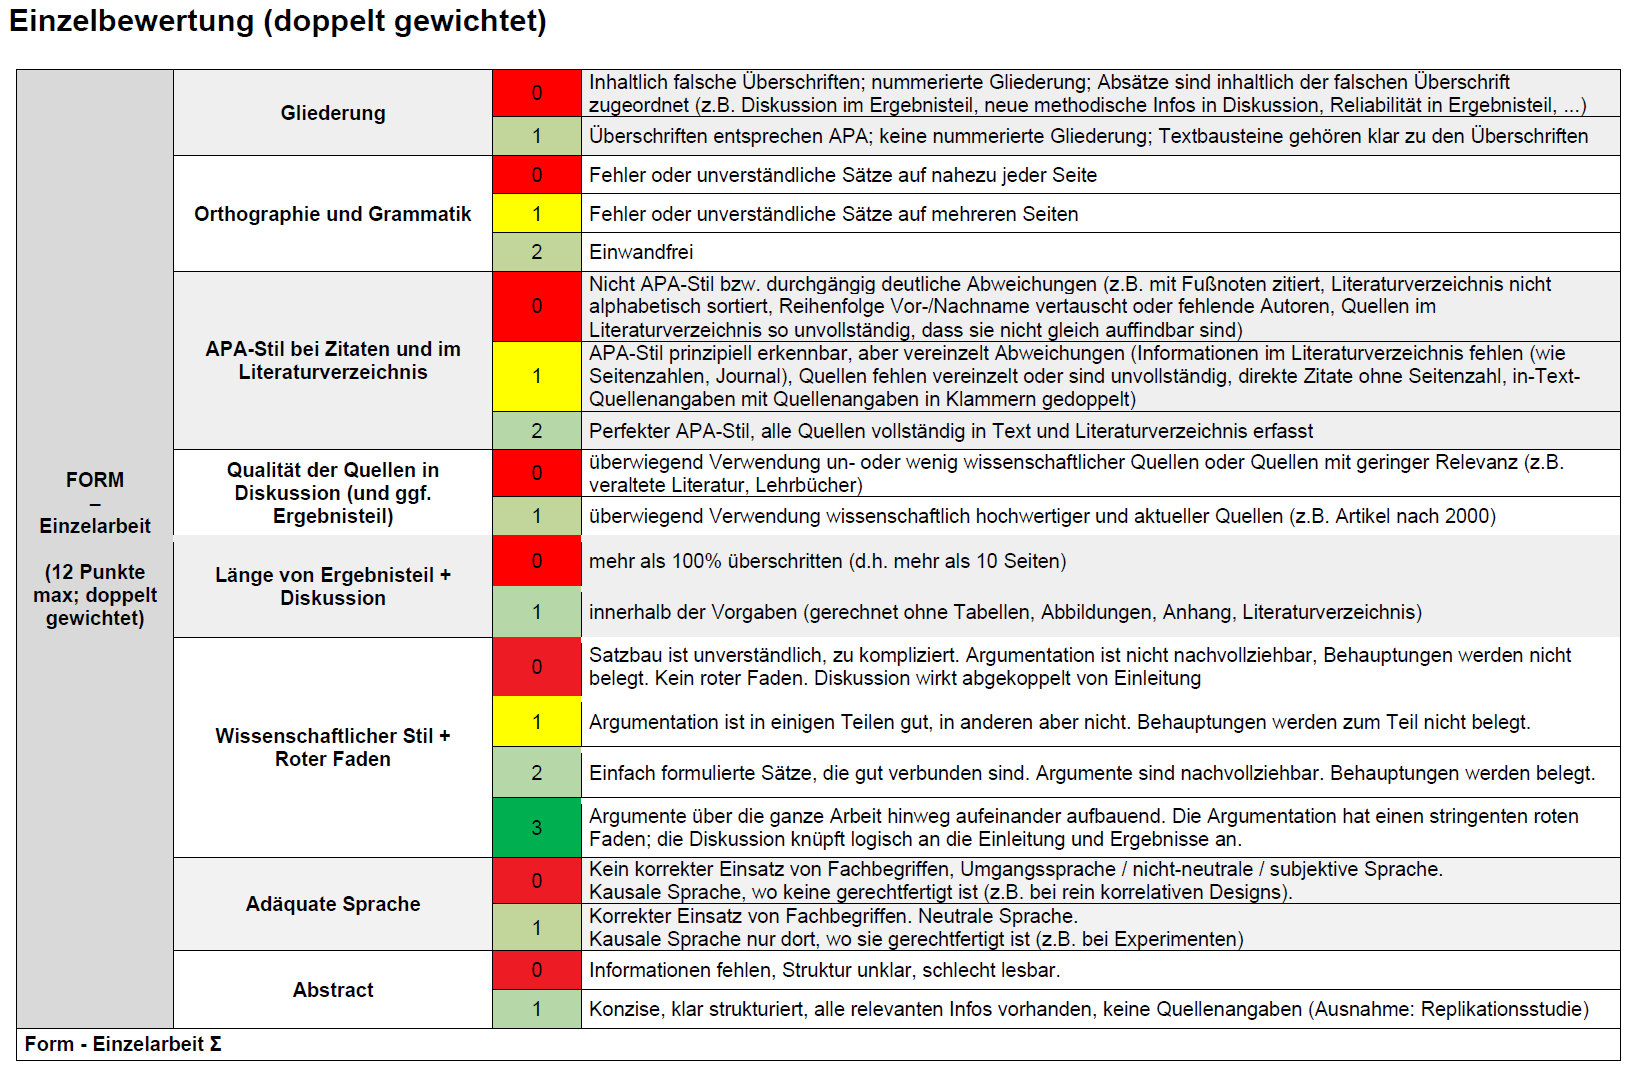 Einzelbewertung (doppelt gewichtet)
FORM
–
Einzelarbeit
(12 Punkte
max; doppelt
gewichtet)
Gliederung
0
Inhaltlich falsche Überschriften; nummerierte Gliederung; Absätze sind inhaltlich der falschen Überschrift
zugeordnet (z.B. Diskussion im Ergebnisteil, neue methodische Infos in Diskussion, Reliabilität in Ergebnisteil, ...)
1
Überschriften entsprechen APA; keine nummerierte Gliederung; Textbausteine gehören klar zu den Überschriften
Orthographie und Grammatik
0
Fehler oder unverständliche Sätze auf nahezu jeder Seite
1
Fehler oder unverständliche Sätze auf mehreren Seiten
2
Einwandfrei
APA-Stil bei Zitaten und im
Literaturverzeichnis
0
Nicht APA-Stil bzw. durchgängig deutliche Abweichungen (z.B. mit Fußnoten zitiert, Literaturverzeichnis nicht
alphabetisch sortiert, Reihenfolge Vor-/Nachname vertauscht oder fehlende Autoren, Quellen im
Literaturverzeichnis so unvollständig, dass sie nicht gleich auffindbar sind)
1
APA-Stil prinzipiell erkennbar, aber vereinzelt Abweichungen (Informationen im Literaturverzeichnis fehlen (wie
Seitenzahlen, Journal), Quellen fehlen vereinzelt oder sind unvollständig, direkte Zitate ohne Seitenzahl, in-Text-
Quellenangaben mit Quellenangaben in Klammern gedoppelt)
2
Perfekter APA-Stil, alle Quellen vollständig in Text und Literaturverzeichnis erfasst
Qualität der Quellen in
Diskussion (und ggf.
Ergebnisteil)
0
überwiegend Verwendung un- oder wenig wissenschaftlicher Quellen oder Quellen mit geringer Relevanz (z.B.
veraltete Literatur, Lehrbücher)
1
überwiegend Verwendung wissenschaftlich hochwertiger und aktueller Quellen (z.B. Artikel nach 2000)
Länge von Ergebnisteil +
Diskussion
0
mehr als 100% überschritten (d.h. mehr als 10 Seiten)
1
innerhalb der Vorgaben (gerechnet ohne Tabellen, Abbildungen, Anhang, Literaturverzeichnis)
Wissenschaftlicher Stil +
Roter Faden
0
Satzbau ist unverständlich, zu kompliziert. Argumentation ist nicht nachvollziehbar, Behauptungen werden nicht
belegt. Kein roter Faden. Diskussion wirkt abgekoppelt von Einleitung
1
Argumentation ist in einigen Teilen gut, in anderen aber nicht. Behauptungen werden zum Teil nicht belegt.
2
Einfach formulierte Sätze, die gut verbunden sind. Argumente sind nachvollziehbar. Behauptungen werden belegt.
3
Argumente über die ganze Arbeit hinweg aufeinander aufbauend. Die Argumentation hat einen stringenten roten
Faden; die Diskussion knüpft logisch an die Einleitung und Ergebnisse an.
Adäquate Sprache
0
Kein korrekter Einsatz von Fachbegriffen, Umgangssprache / nicht-neutrale / subjektive Sprache.
Kausale Sprache, wo keine gerechtfertigt ist (z.B. bei rein korrelativen Designs).
1
Korrekter Einsatz von Fachbegriffen. Neutrale Sprache.
Kausale Sprache nur dort, wo sie gerechtfertigt ist (z.B. bei Experimenten)
Abstract
0
Informationen fehlen, Struktur unklar, schlecht lesbar.
1
Konzise, klar strukturiert, alle relevanten Infos vorhanden, keine Quellenangaben (Ausnahme: Replikationsstudie)
Form - Einzelarbeit Σ